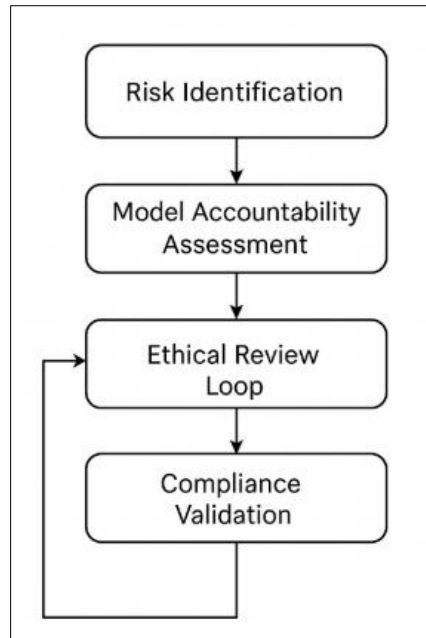 Risk Identification
Model Accountability
Assessment
Ethical Review
Loop
Compliance
Validation